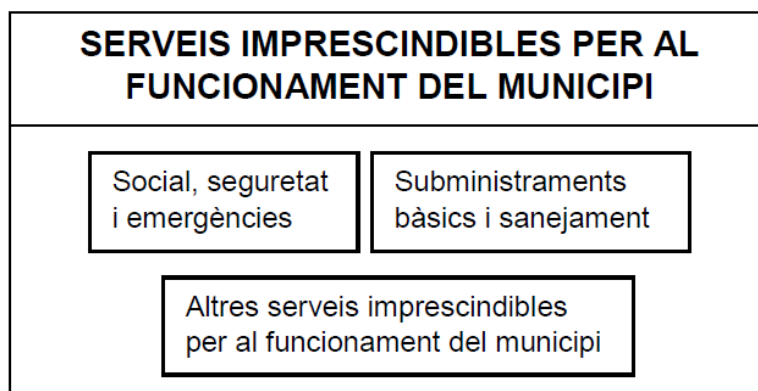 SERVEIS IMPRESCINDIBLES PER AL
FUNCIONAMENT DEL MUNICIPI
Social, seguretat
i emergències
Subministraments
bàsics i sanejament
Altres serveis imprescindibles
per al funcionament del municipi